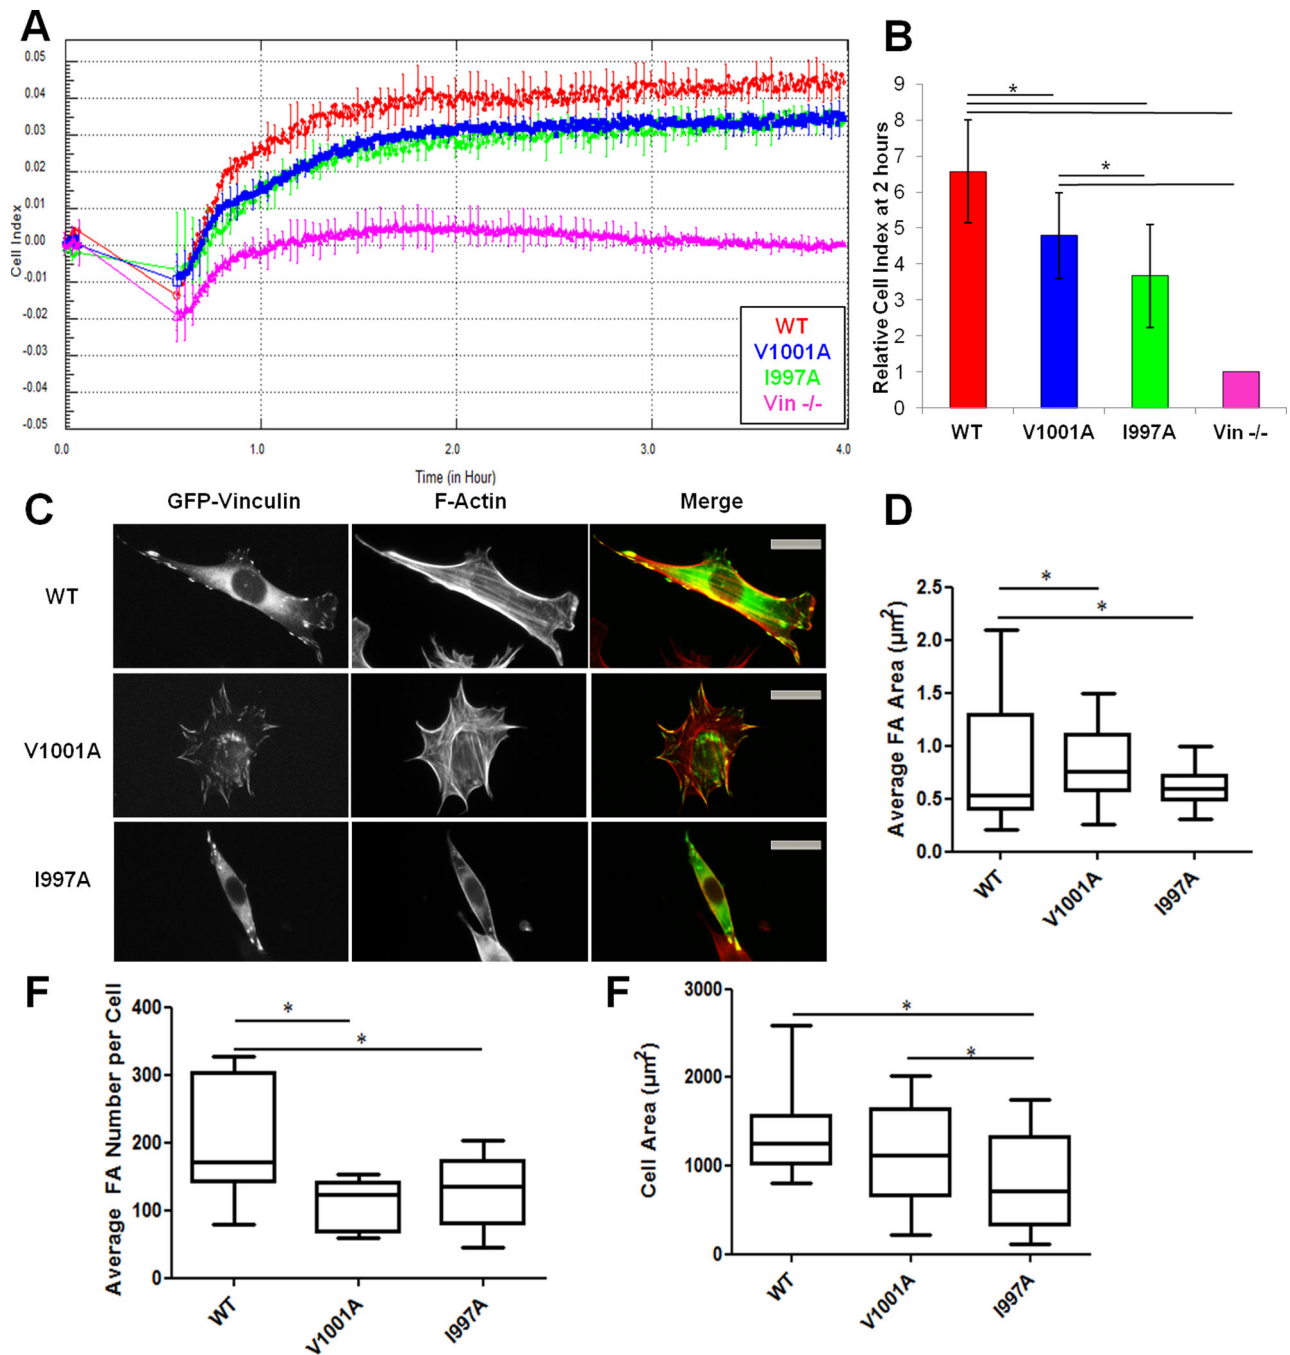 A
0.05
0.04
0.03
0.02
0.01
0.00
-0.01
-0.02
-0.03
-0.04
-0.05
Cell Index
0.0 1.0 2.0 3.0 4.0
Time (in Hour)
WT
V1001A
I997A
Vin -/-
B
Relative Cell Index at 2 hours
9
8
7
6
5
4
3
2
1
0
*
*
WT V1001A I997A Vin -/-
C
GFP-Vinculin F-Actin Merge
WT
V1001A
I997A
D
Average FA Area (µm²)
2.5
2.0
1.5
1.0
0.5
0.0
*
*
WT V1001A I997A
F
Average FA Number per Cell
400
300
200
100
0
*
*
WT V1001A I997A
F
Cell Area (µm²)
3000
2000
1000
0
*
*
WT V1001A I997A